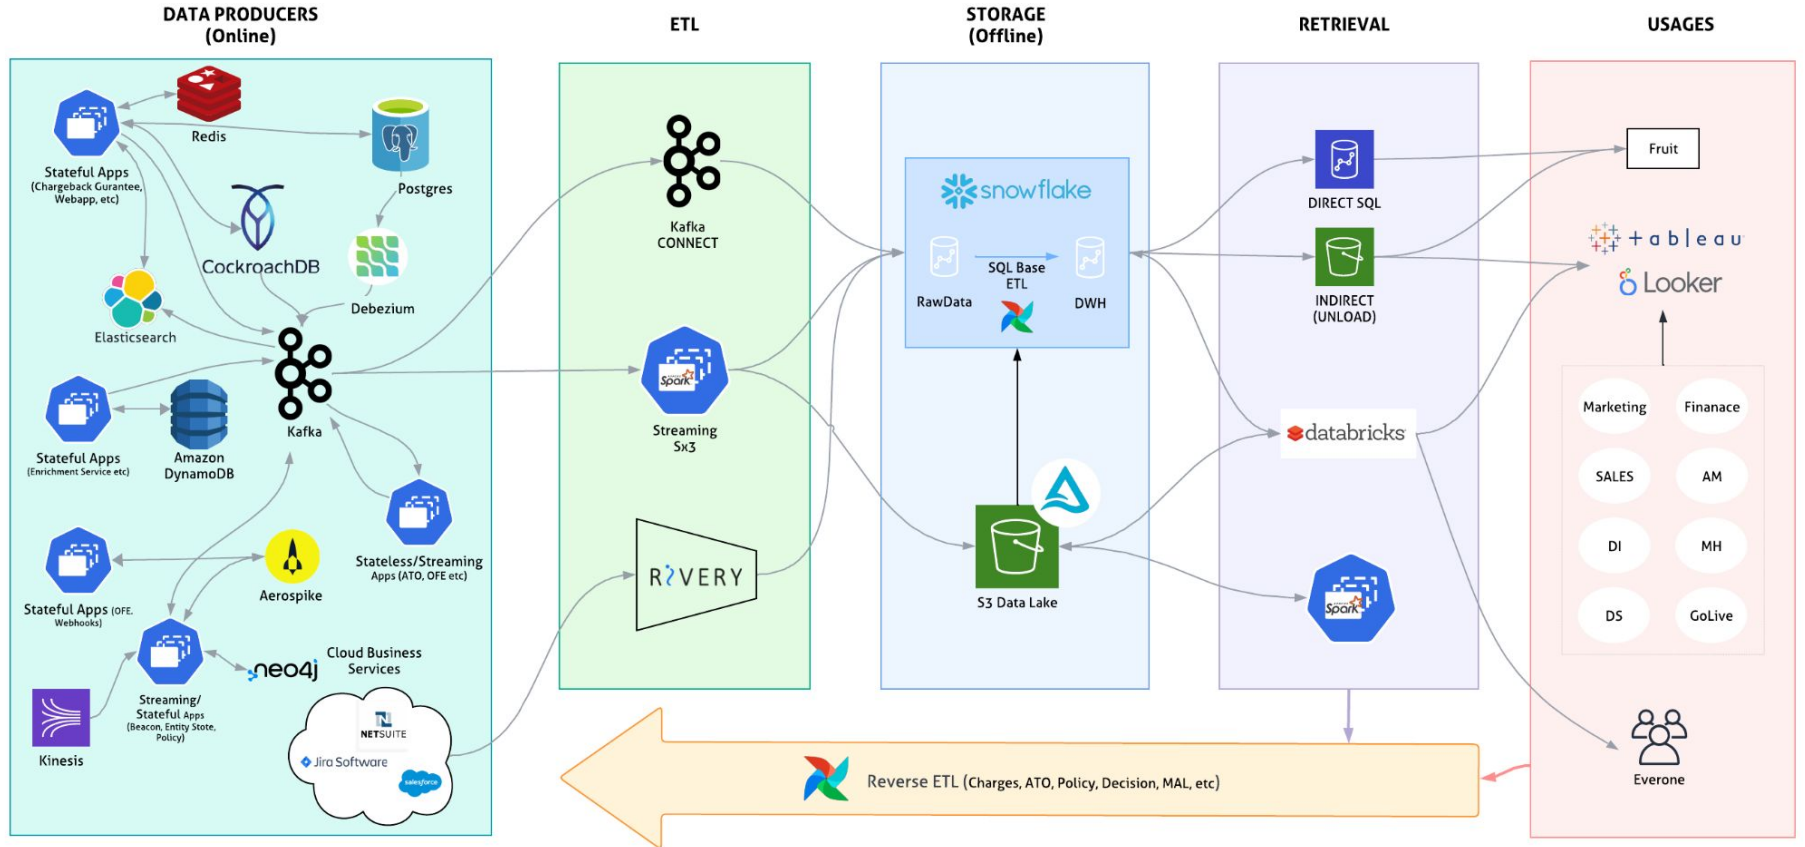 DATA PRODUCERS
(Online)
ETL
STORAGE
(Offline)
RETRIEVAL
USAGES
Redis
Stateful Apps
(Chargeback Gurantee,
Webapp, etc)
Postgres
CockroachDB
Debezium
Elasticsearch
Kafka
Stateful Apps
(Enrichment Service etc)
Amazon
DynamoDB
Stateless/Streaming
Apps (ATO, OFE etc)
Stateful Apps (OFE,
Webhooks)
Aerospike
Streaming/
Stateful Apps
(Beacon, Entity State,
Policy)
neo4j
Kinesis
Cloud Business
Services
N
NETSUITE
Jira Software
salesforce
Kafka
CONNECT
Spark
Streaming
Sx3
RIVERY
snowflake
RawData
SQL Base
ETL
DWH
S3 Data Lake
DIRECT SQL
INDIRECT
(UNLOAD)
databricks
Spark
Fruit
+ableau
Looker
Marketing
Finanace
SALES
AM
DI
MH
DS
GoLive
Everone
Reverse ETL (Charges, ATO, Policy, Decision, MAL, etc)